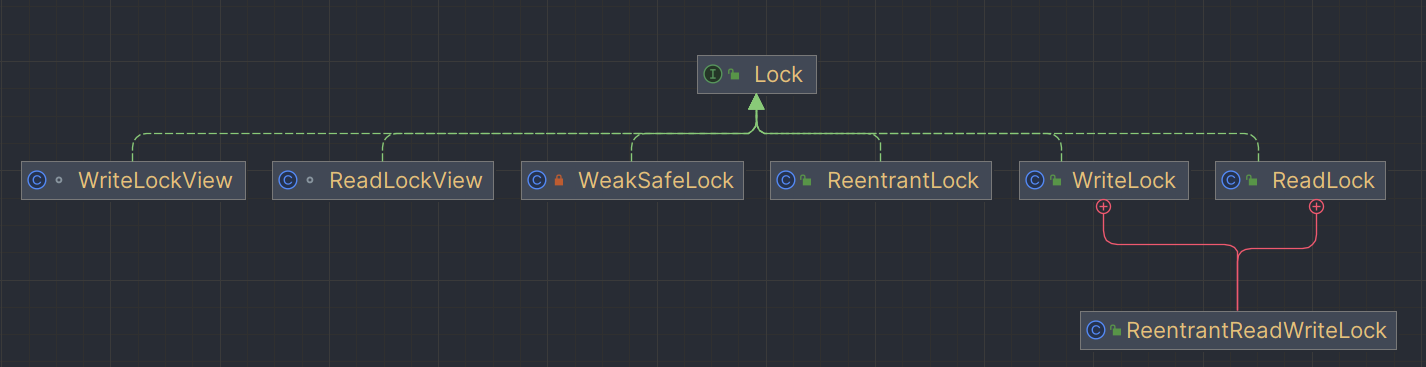 Lock
WriteLockView
ReadLockView
WeakSafeLock
ReentrantLock
WriteLock
ReadLock
ReentrantReadWriteLock